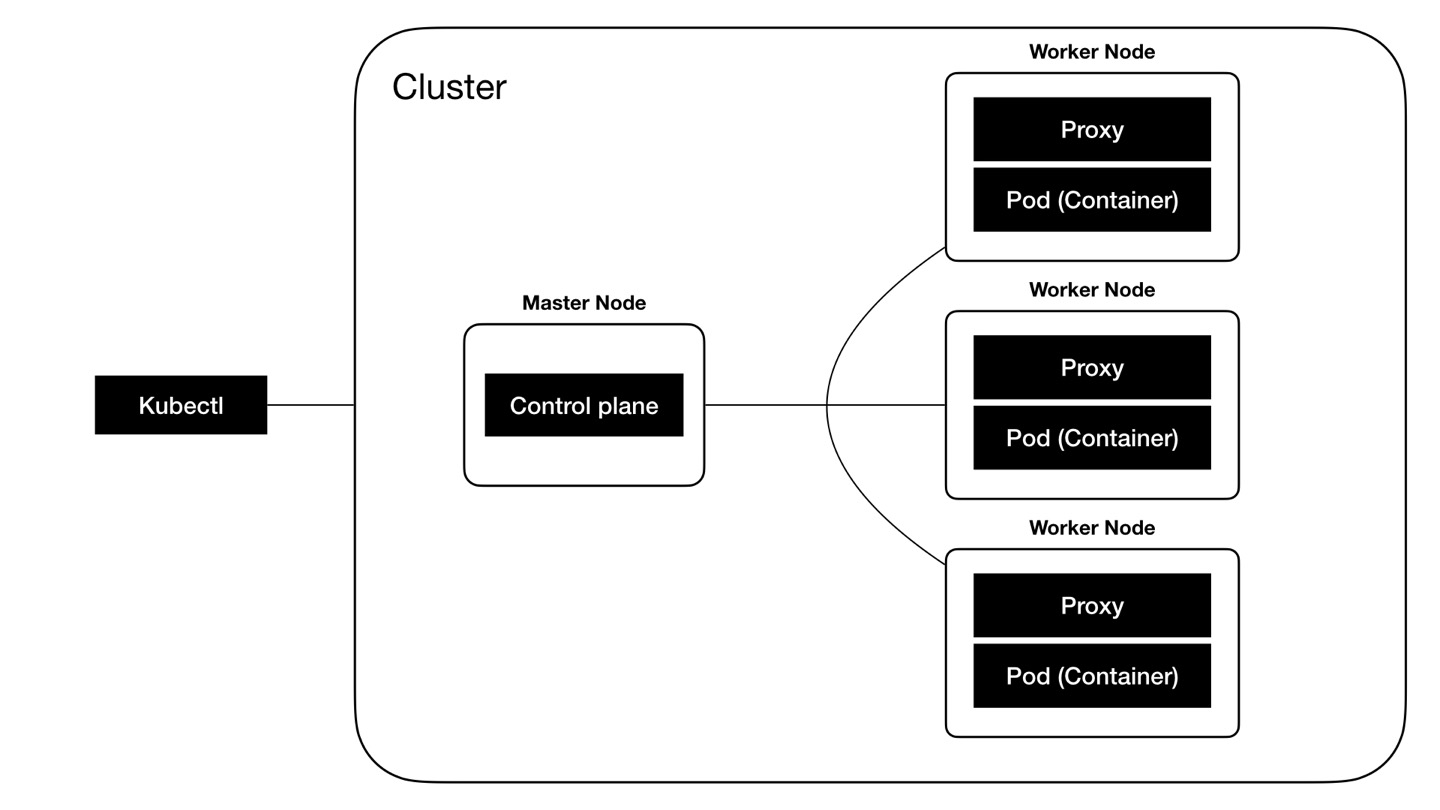 Cluster
Kubectl
Master Node
Control plane
Worker Node
Proxy
Pod (Container)
Worker Node
Proxy
Pod (Container)
Worker Node
Proxy
Pod (Container)